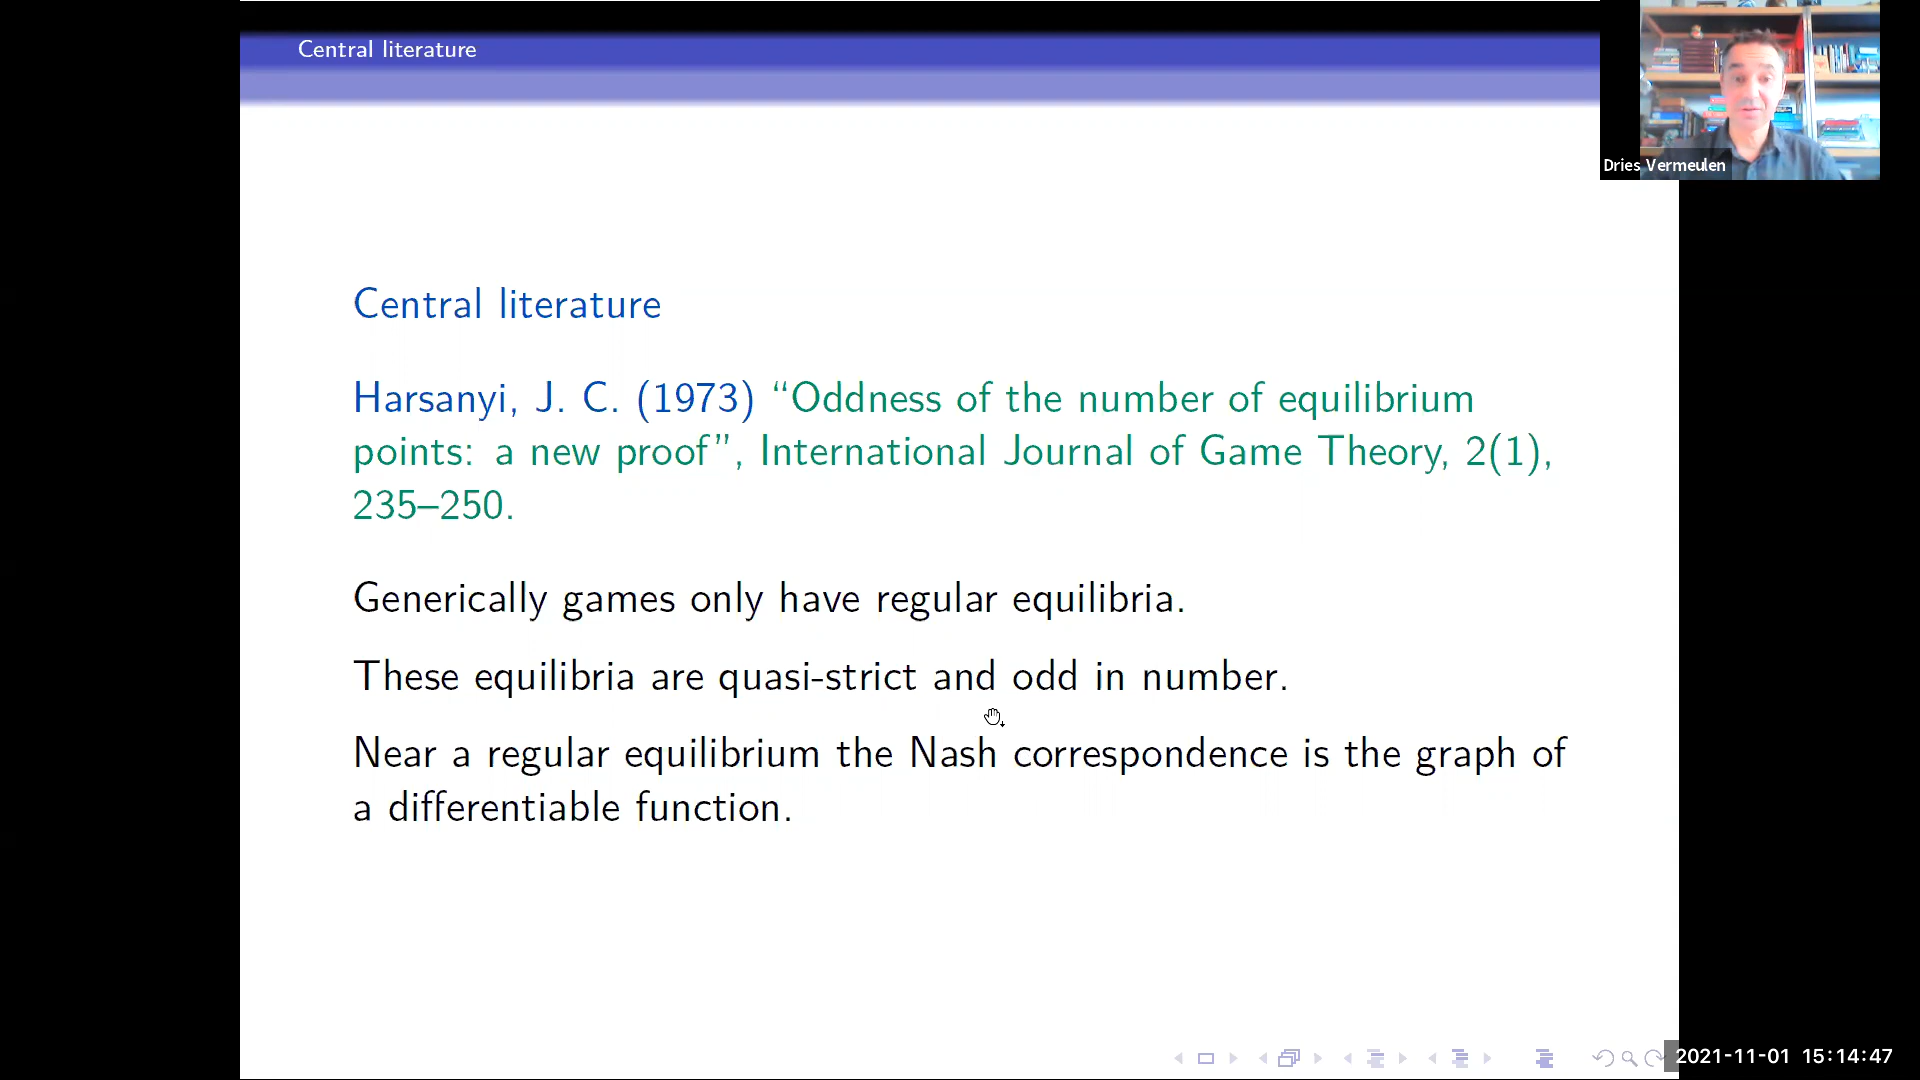 Central literature
Dries Vermeulen
Central literature
Harsanyi, J. C. (1973) “Oddness of the number of equilibrium
points: a new proof”, International Journal of Game Theory, 2(1),
235–250.
Generically games only have regular equilibria.
These equilibria are quasi-strict and odd in number.
Near a regular equilibrium the Nash correspondence is the graph of
a differentiable function.
2021-11-01 15:14:47